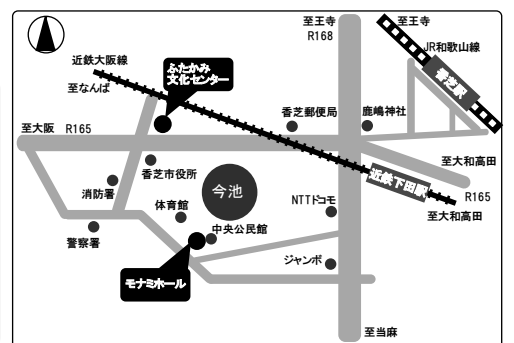 至王寺
R168
至王寺
JR和歌山線
香芝駅
近鉄大阪線
至なんば
ふたかみ
文化センター
至大阪 R165
香芝郵便局
鹿嶋神社
至大和高田
R165
近鉄下田駅
至大和高田
香芝市役所
消防署
今池
体育館
NTTドコモ
中央公民館
警察署
ジャンボ
モナミホール
至当麻